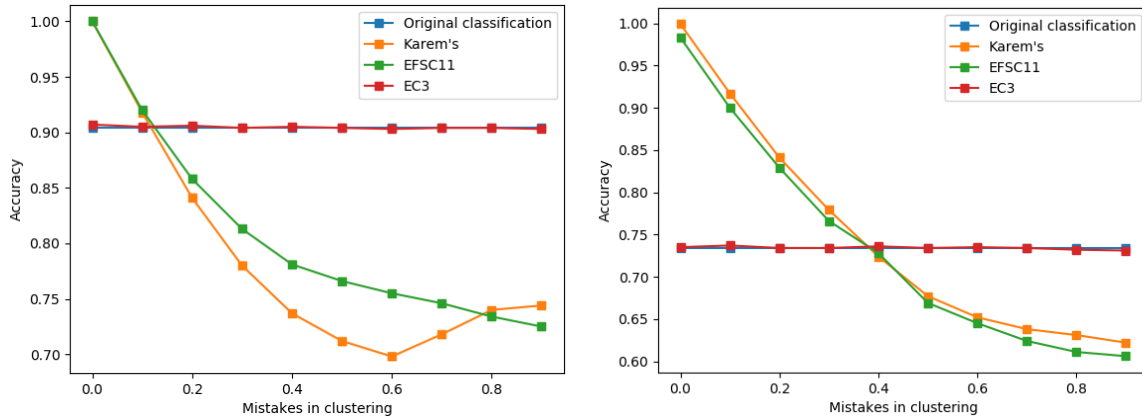 1.00
0.95
0.90
0.85
0.80
0.75
0.70
Accuracy
0.0 0.2 0.4 0.6 0.8
Mistakes in clustering
Original classification
Karem's
EFSC11
EC3
1.00
0.95
0.90
0.85
0.80
0.75
0.70
0.65
0.60
Accuracy
0.0 0.2 0.4 0.6 0.8
Mistakes in clustering
Original classification
Karem's
EFSC11
EC3